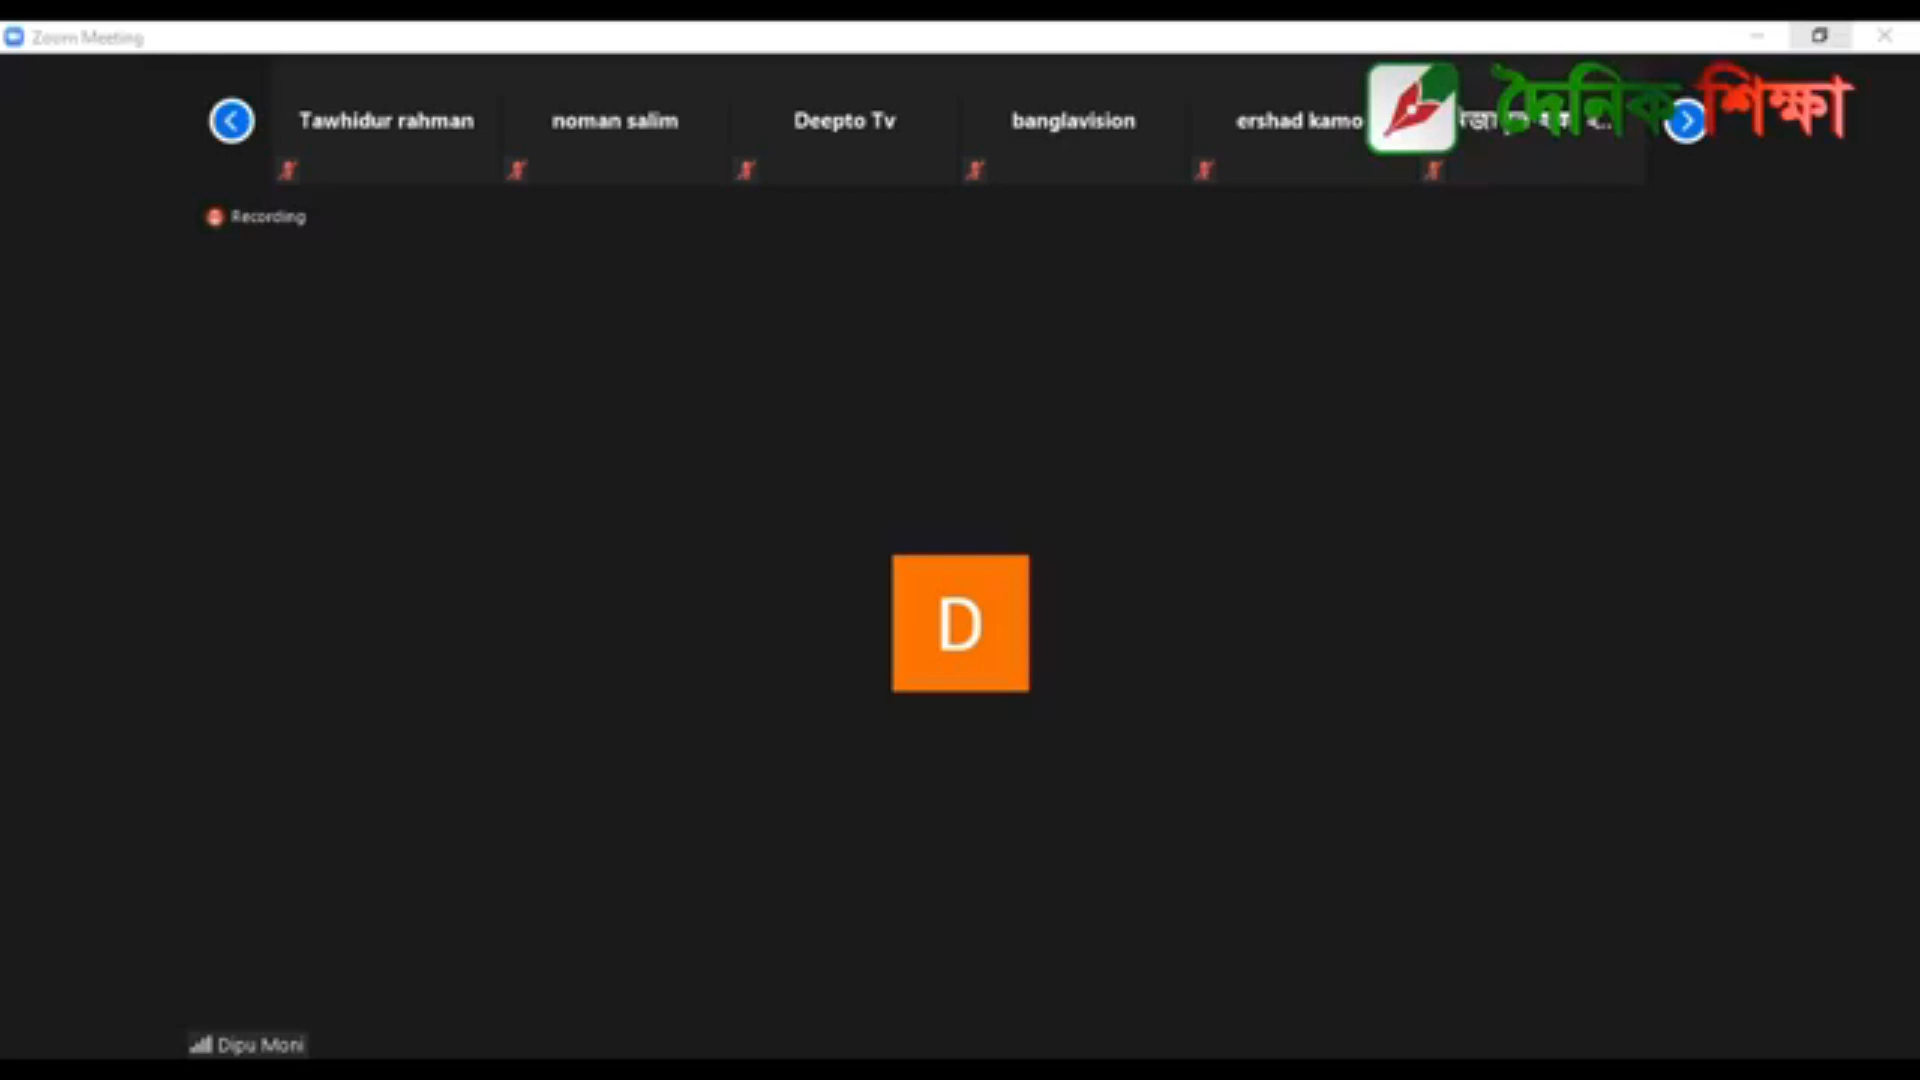 Zoom Meeting
Tawhidur rahman
noman salim
Deepto Tv
banglavision
ershad kamo
দৈনিক শিক্ষা
Recording
D
Dipu Moni